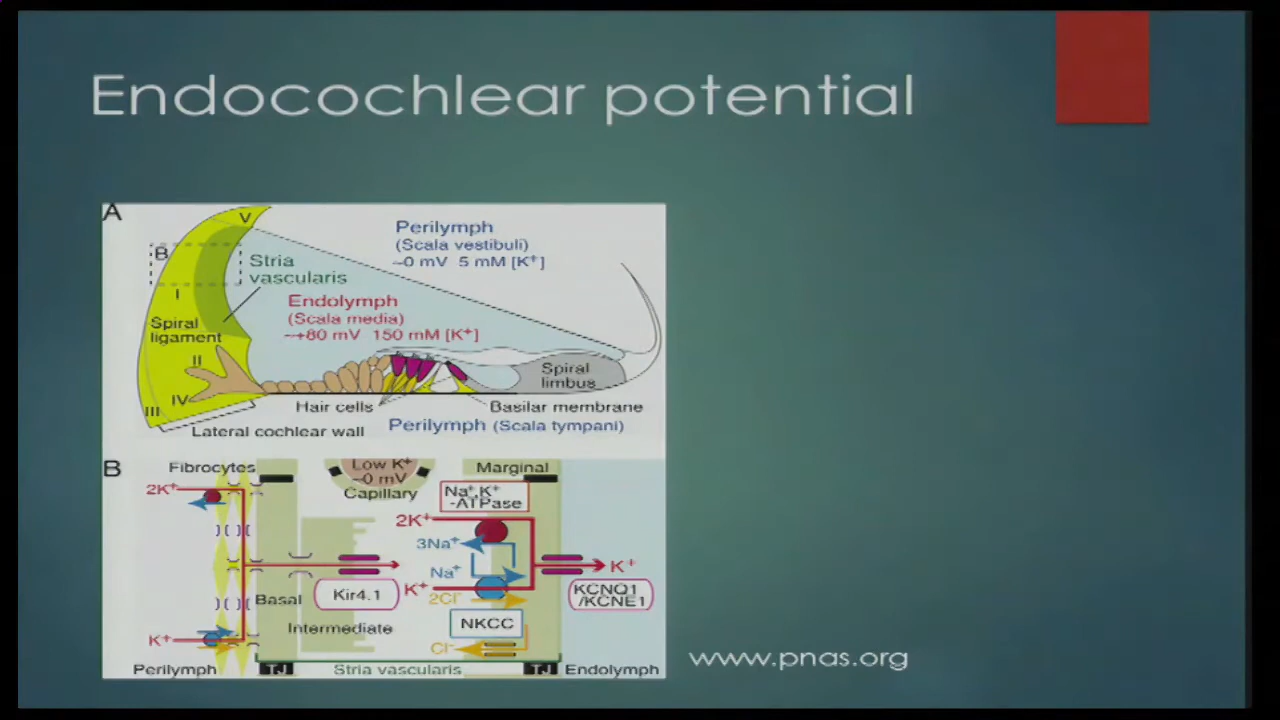 Endocochlear potential
A
V
B
Perilymph
(Scala vestibuli)
~0 mV 5 mM [K⁺]
Stria
vascularis
I
Endolymph
(Scala media)
~+80 mV 150 mM [K⁺]
Spiral
ligament
II
Spiral
limbus
IV
III
Hair cells
Basilar membrane
Lateral cochlear wall
Perilymph (Scala tympani)
B
Fibrocytes
Low K⁺
~0 mV
Capillary
Marginal
2K⁺
Na⁺,K⁺
-ATPase
2K⁺
3Na⁺
Na⁺
K⁺
K⁺
2Cl⁻
Kir4.1
KCNQ1
/KCNE1
Basal
Intermediate
NKCC
K⁺
Cl⁻
Perilymph
TJ
Stria vascularis
TJ
Endolymph
www.pnas.org